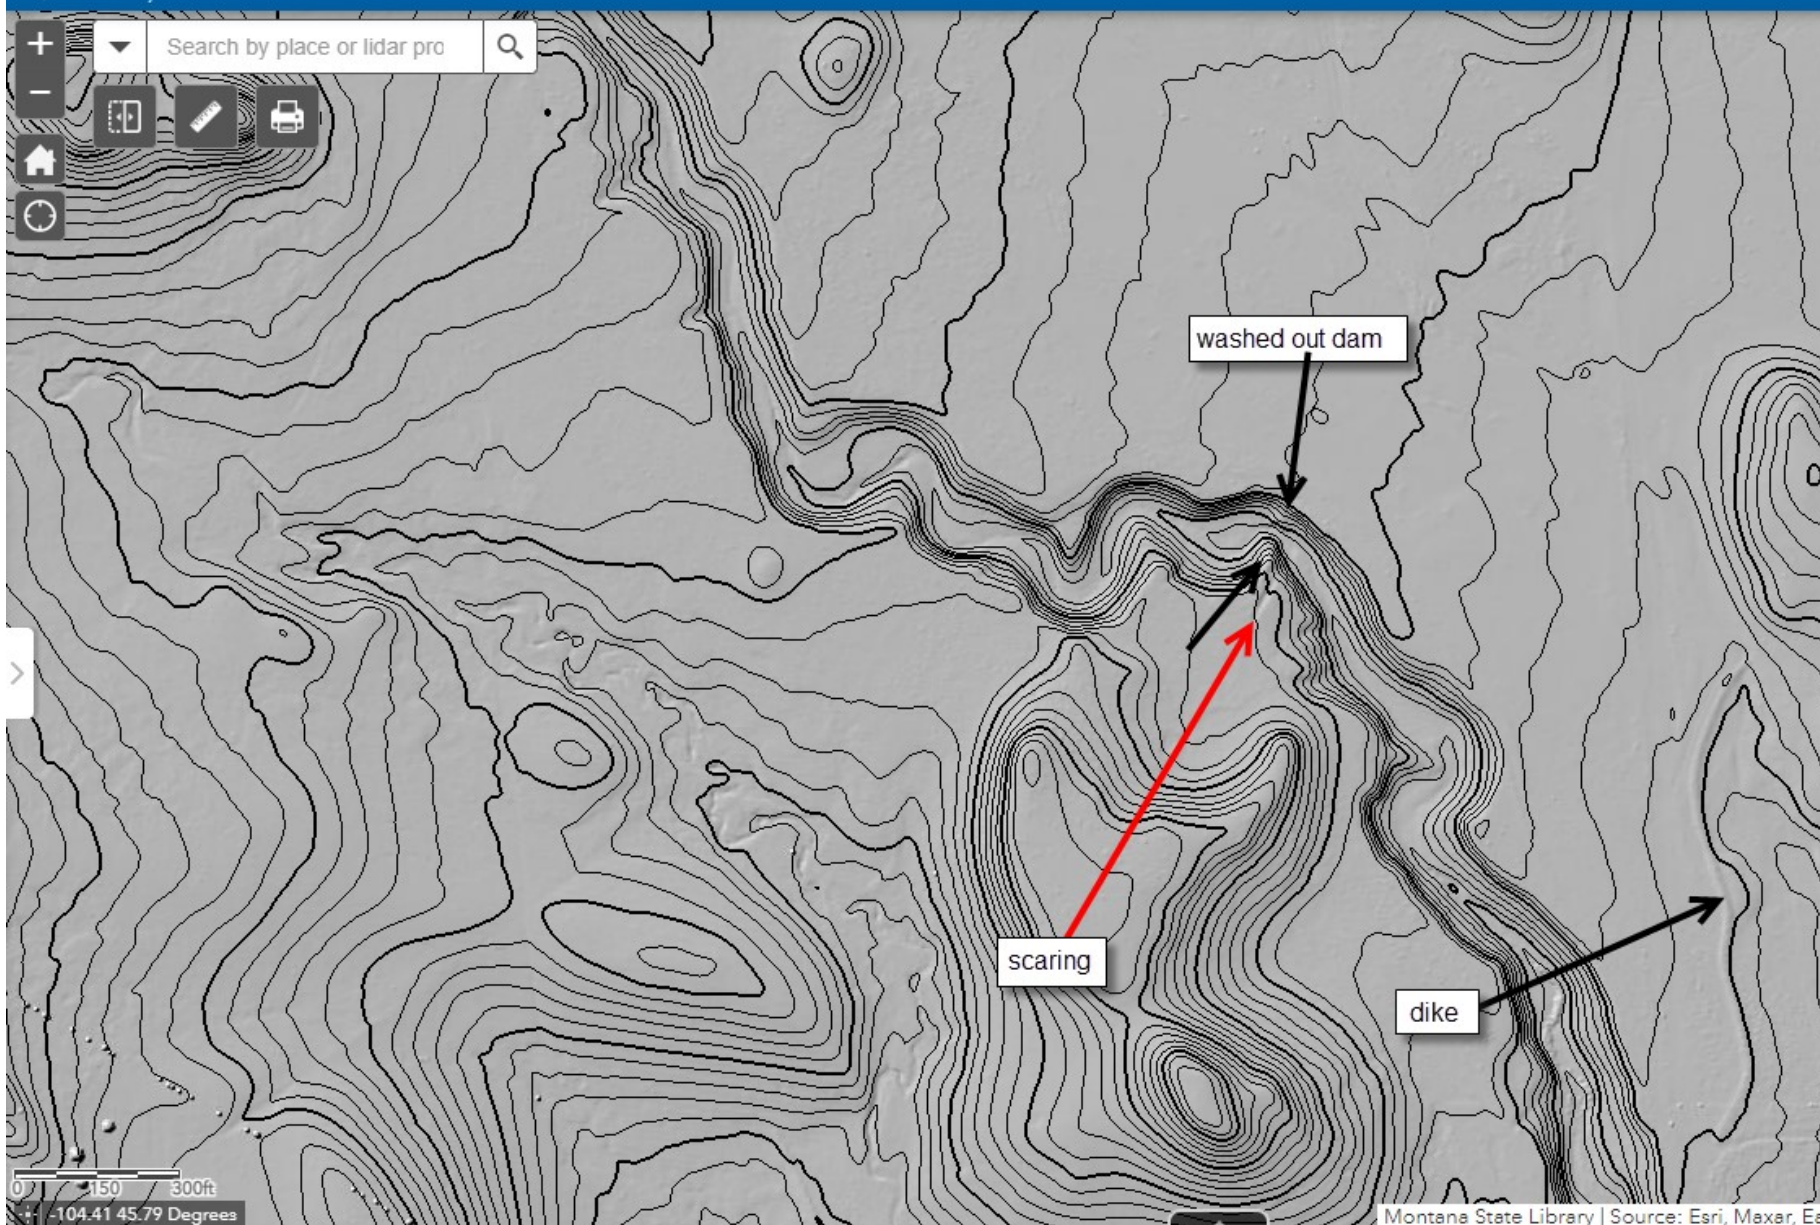 Search by place or lidar pro
washed out dam
scaring
dike
0 150 300ft
-104.41 45.79 Degrees
Montana State Library | Source: Esri, Maxar, Ea